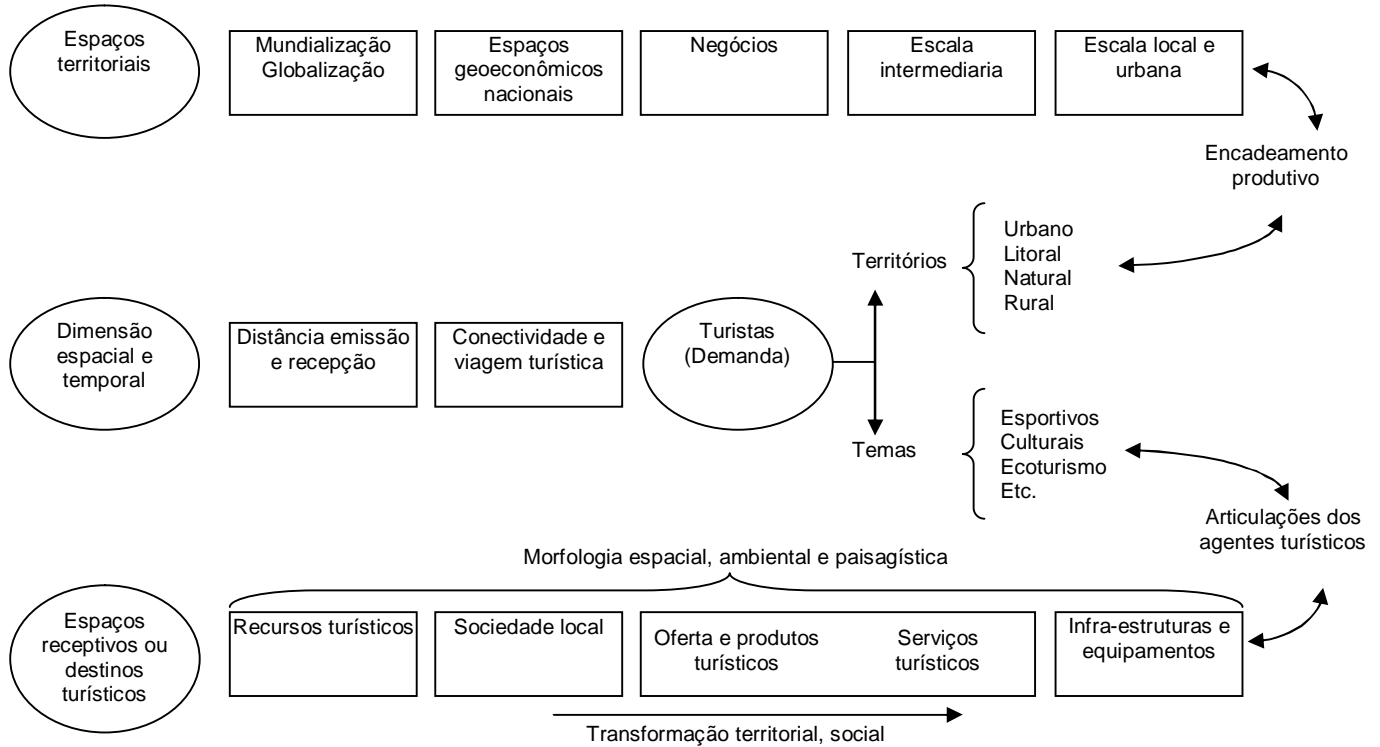 Espaços
territoriais
Mundialização
Globalização
Espaços
geoeconômicos
nacionais
Negócios
Escala
intermediaria
Escala local e
urbana
Encadeamento
produtivo
Dimensão
espacial e
temporal
Distância emissão
e recepção
Conectividade e
viagem turística
Turistas
(Demanda)
Territórios
Urbano
Litoral
Natural
Rural
Temas
Esportivos
Culturais
Ecoturismo
Etc.
Articulações dos
agentes turísticos
Morfologia espacial, ambiental e paisagística
Espaços
receptivos ou
destinos
turísticos
Recursos turísticos
Sociedade local
Oferta e produtos
turísticos
Serviços
turísticos
Infra-estruturas e
equipamentos
Transformação territorial, social